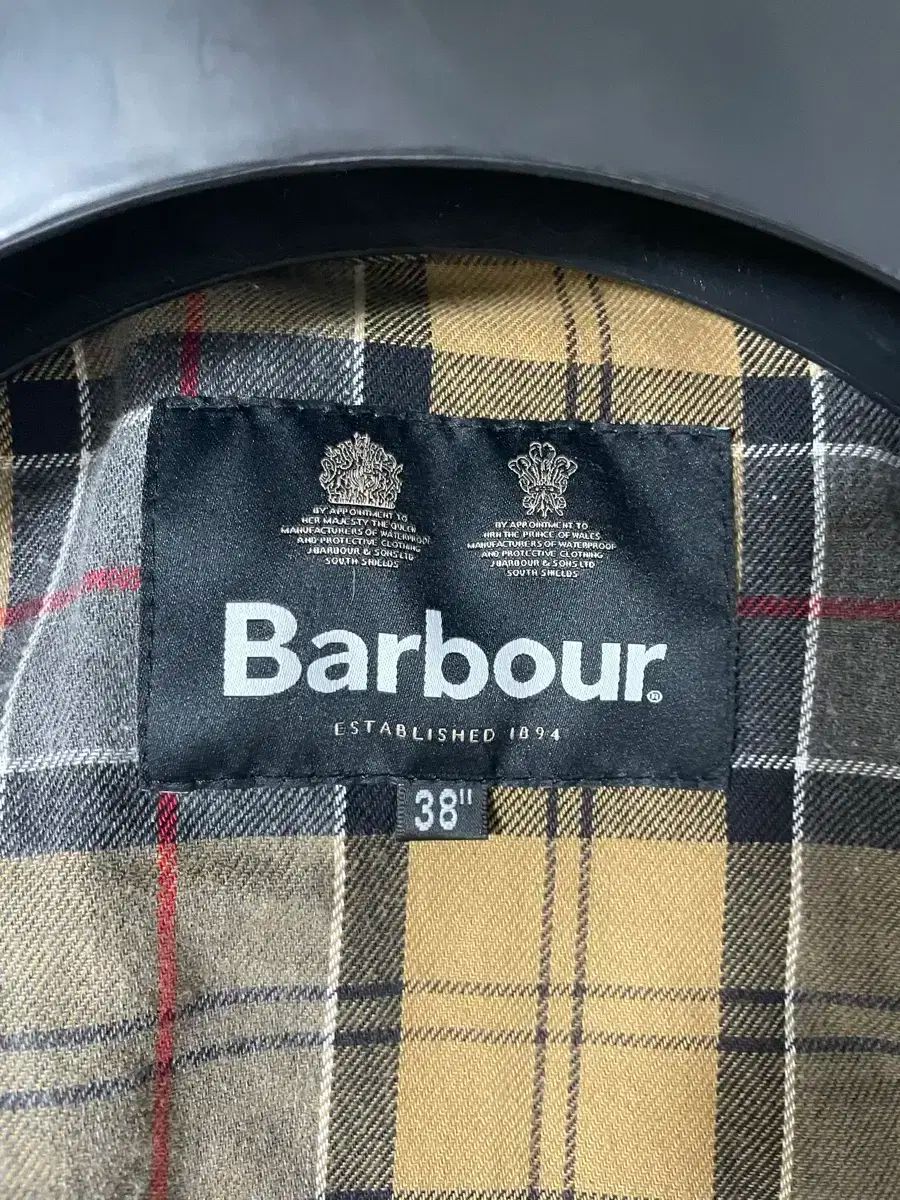 BY APPOINTMENT TO
HER MAJESTY THE QUEEN
MANUFACTURERS OF WATERPROOF
AND PROTECTIVE CLOTHING
J BARBOUR & SONS LTD
SOUTH SHIELDS
BY APPOINTMENT TO
HRH THE PRINCE OF WALES
MANUFACTURERS OF WATERPROOF
AND PROTECTIVE CLOTHING
J BARBOUR & SONS LTD
SOUTH SHIELDS
Barbour®
ESTABLISHED 1894
38"